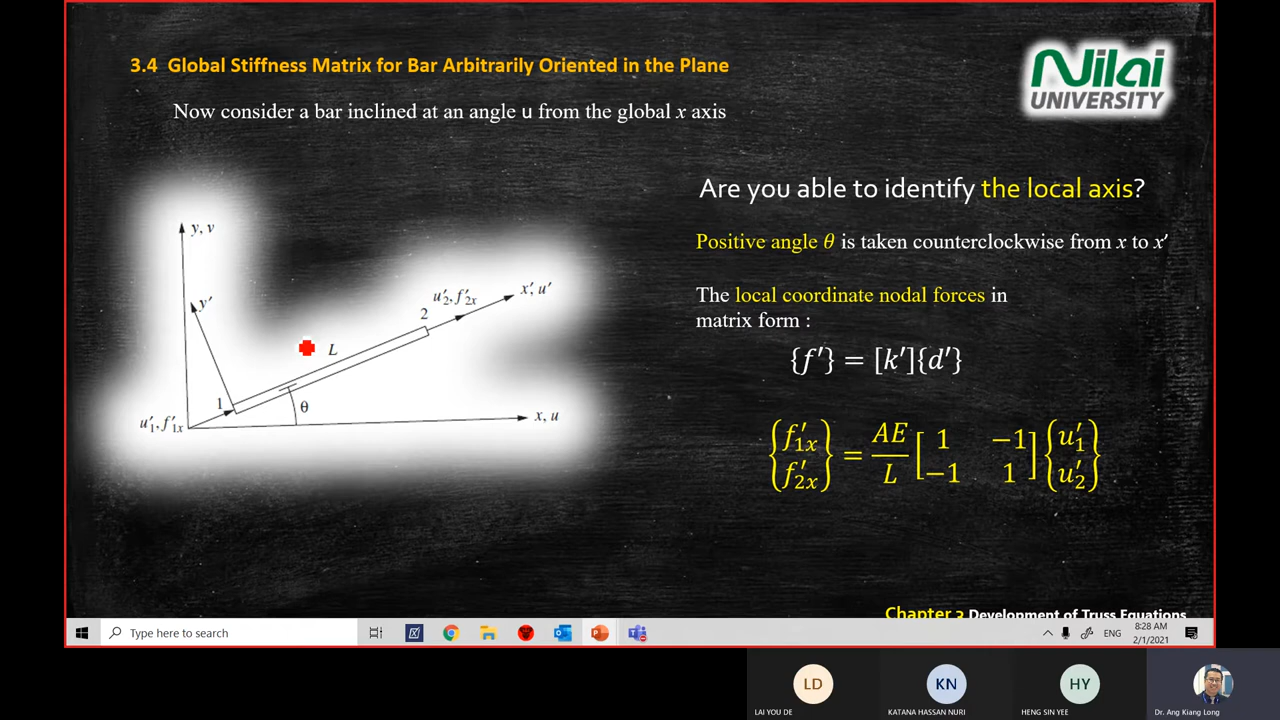 3.4 Global Stiffness Matrix for Bar Arbitrarily Oriented in the Plane
Now consider a bar inclined at an angle u from the global x axis
Nilai
UNIVERSITY
Are you able to identify the local axis?
Positive angle θ is taken counterclockwise from x to x′
The local coordinate nodal forces in
matrix form :
{f′} = [k′]{d′}
{f′1x f′2x} = AE/L [1 −1 −1 1] {u′1 u′2}
y, v
y′
u′2, f′2x
x′, u′
2
L
1
θ
u′1, f′1x
x, u
Chapter 3 Development of Truss Equations
Type here to search
ENG
8:28 AM
2/1/2021
LD
KN
HY
LAI YOU DE
KATANA HASSAN NURI
HENG SIN YEE
Dr. Ang Kiang Long